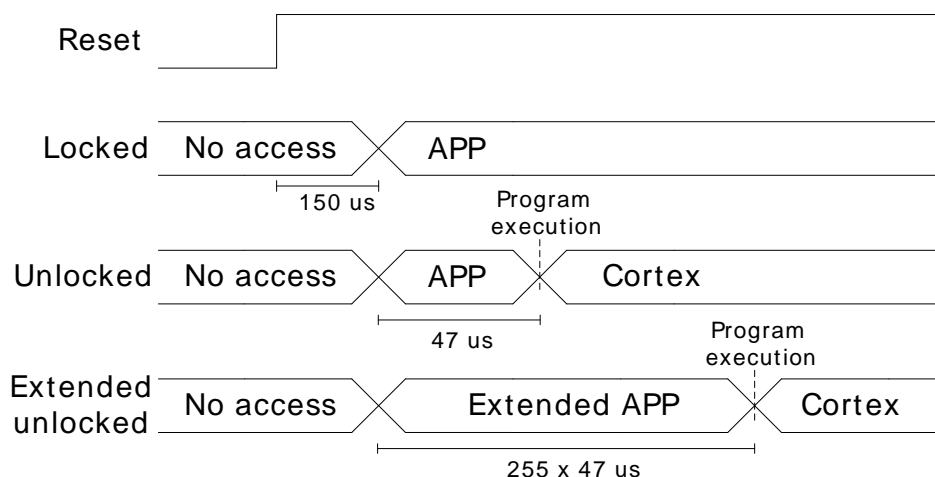 Reset
Locked
No access
APP
150 us
Program
execution
Unlocked
No access
APP
Cortex
47 us
Program
execution
Extended
unlocked
No access
Extended APP
Cortex
255 x 47 us